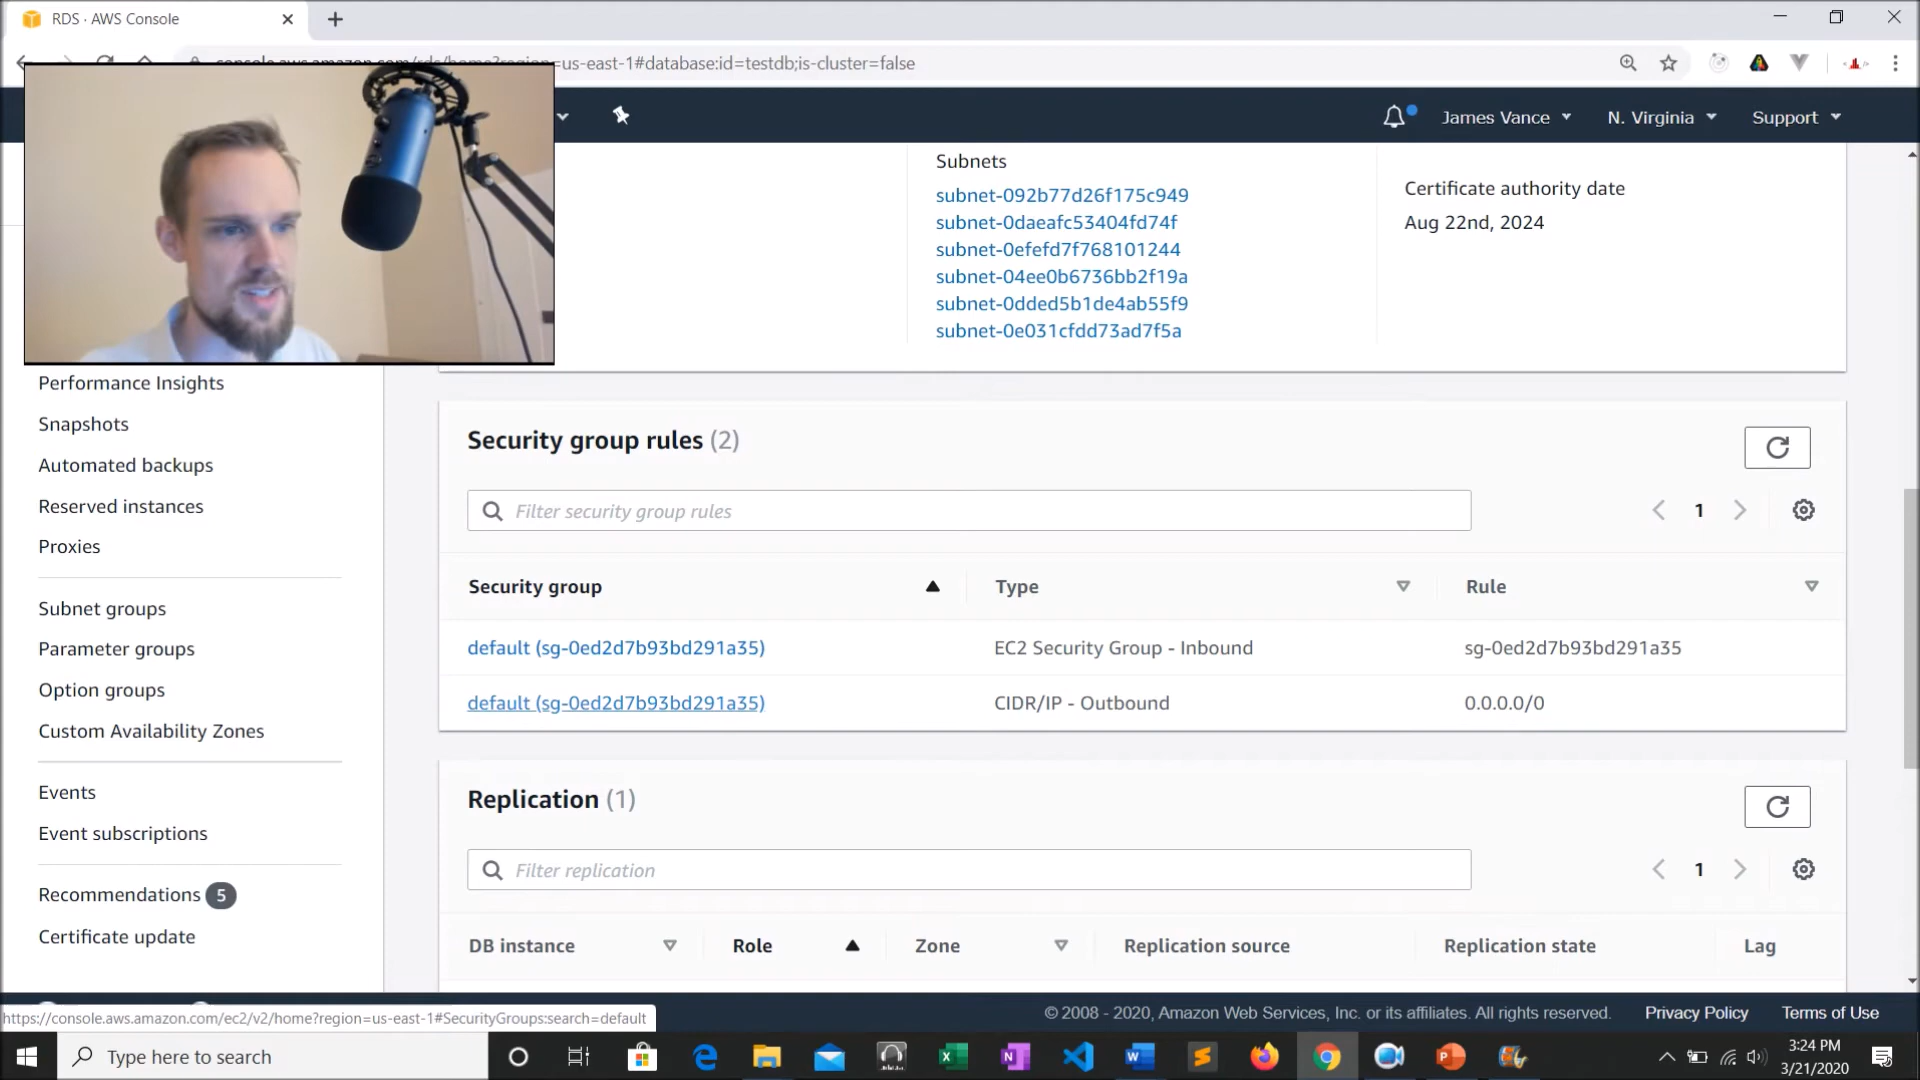 RDS · AWS Console
us-east-1#database:id=testdb;is-cluster=false
James Vance
N. Virginia
Support
Subnets
subnet-092b77d26f175c949
subnet-0daeafc53404fd74f
subnet-0efefd7f768101244
subnet-04ee0b6736bb2f19a
subnet-0dded5b1de4ab55f9
subnet-0e031cfdd73ad7f5a
Certificate authority date
Aug 22nd, 2024
Performance Insights
Snapshots
Automated backups
Reserved instances
Proxies
Subnet groups
Parameter groups
Option groups
Custom Availability Zones
Events
Event subscriptions
Recommendations 5
Certificate update
Security group rules (2)
Filter security group rules
1
Security group Type Rule
default (sg-0ed2d7b93bd291a35) EC2 Security Group - Inbound sg-0ed2d7b93bd291a35
default (sg-0ed2d7b93bd291a35) CIDR/IP - Outbound 0.0.0.0/0
Replication (1)
Filter replication
1
DB instance Role Zone Replication source Replication state Lag
https://console.aws.amazon.com/ec2/v2/home?region=us-east-1#SecurityGroups:search=default
© 2008 - 2020, Amazon Web Services, Inc. or its affiliates. All rights reserved.
Privacy Policy
Terms of Use
Type here to search
3:24 PM
3/21/2020